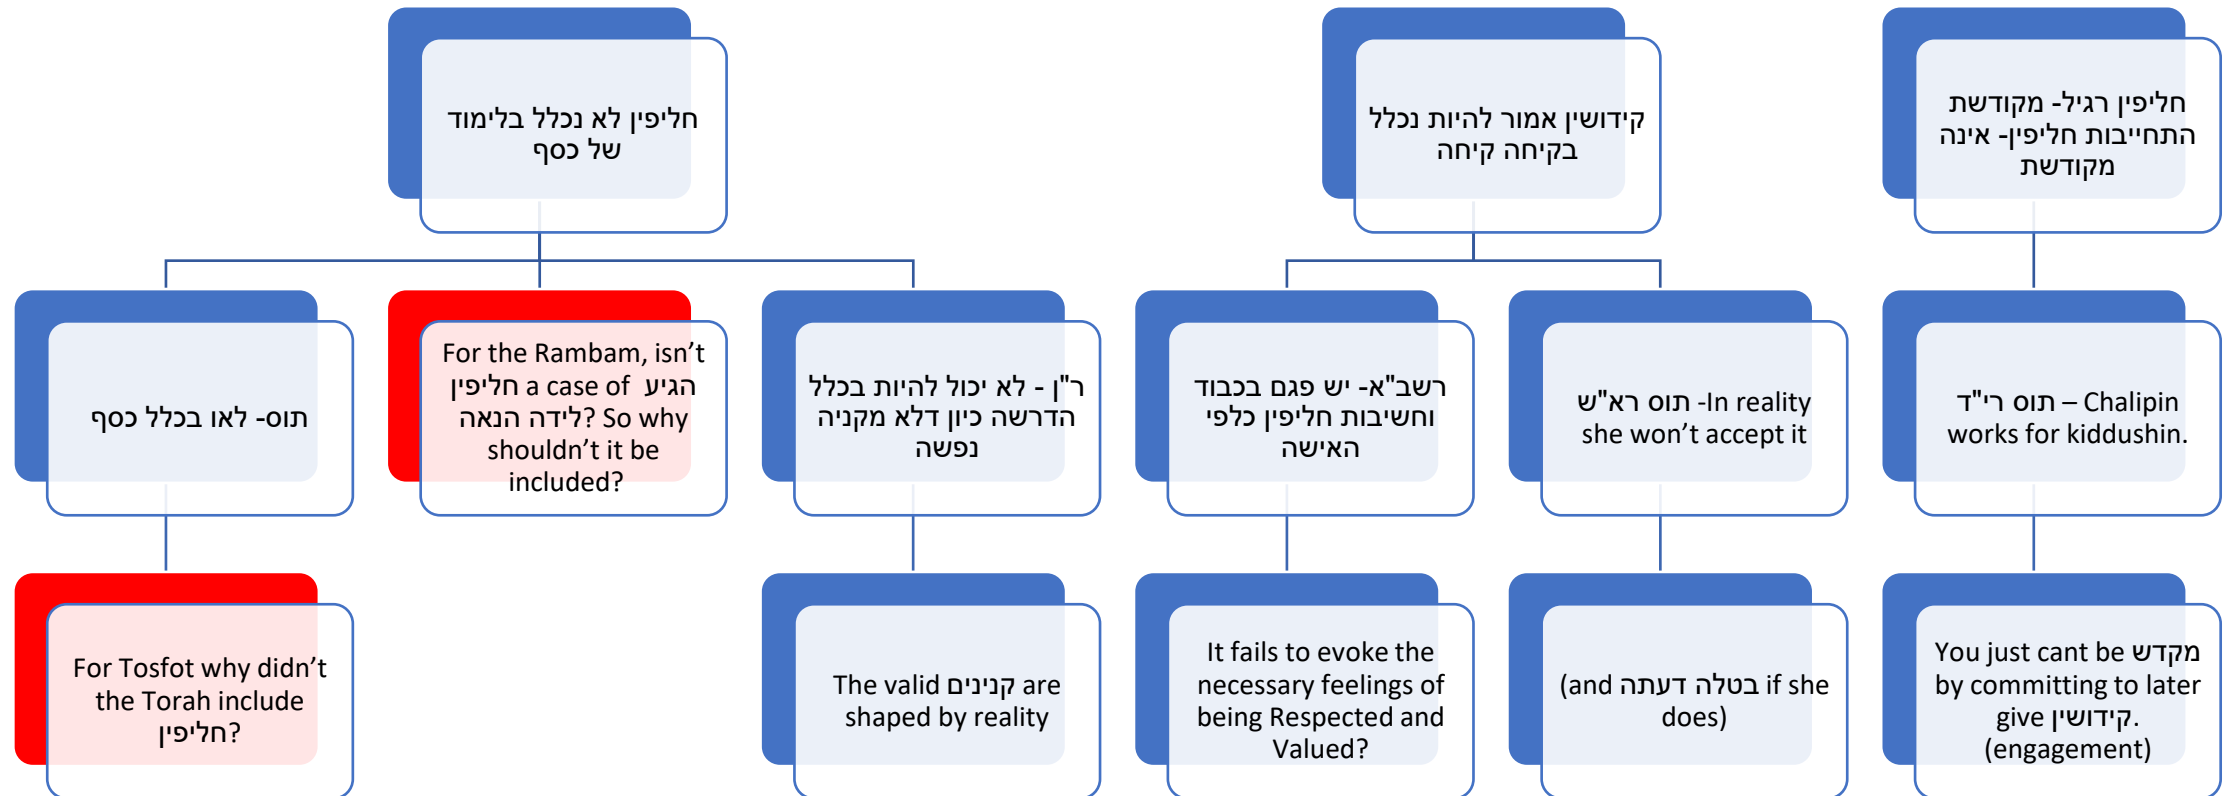 חליפין לא נכלל בלימוד
של כסף
קידושין אמור להיות נכלל
בקיחה קיחה
חליפין רגיל- מקודשת
התחייבות חליפין- אינה
מקודשת
תוס- לאו בכלל כסף
For the Rambam, isn’t
חליפין a case of הגיע
לידה הנאה? So why
shouldn’t it be
included?
ר"ן - לא יכול להיות בכלל
הדרשה כיון דלא מקניה
נפשה
רשב"א- יש פגם בכבוד
וחשיבות חליפין כלפי
האישה
תוס רא"ש -In reality
she won’t accept it
תוס רי"ד – Chalipin
works for kiddushin.
For Tosfot why didn’t
the Torah include
חליפין?
The valid קנינים are
shaped by reality
It fails to evoke the
necessary feelings of
being Respected and
Valued?
(and בטלה דעתה if she
does)
You just cant be מקדש
by committing to later
give קידושין.
(engagement)